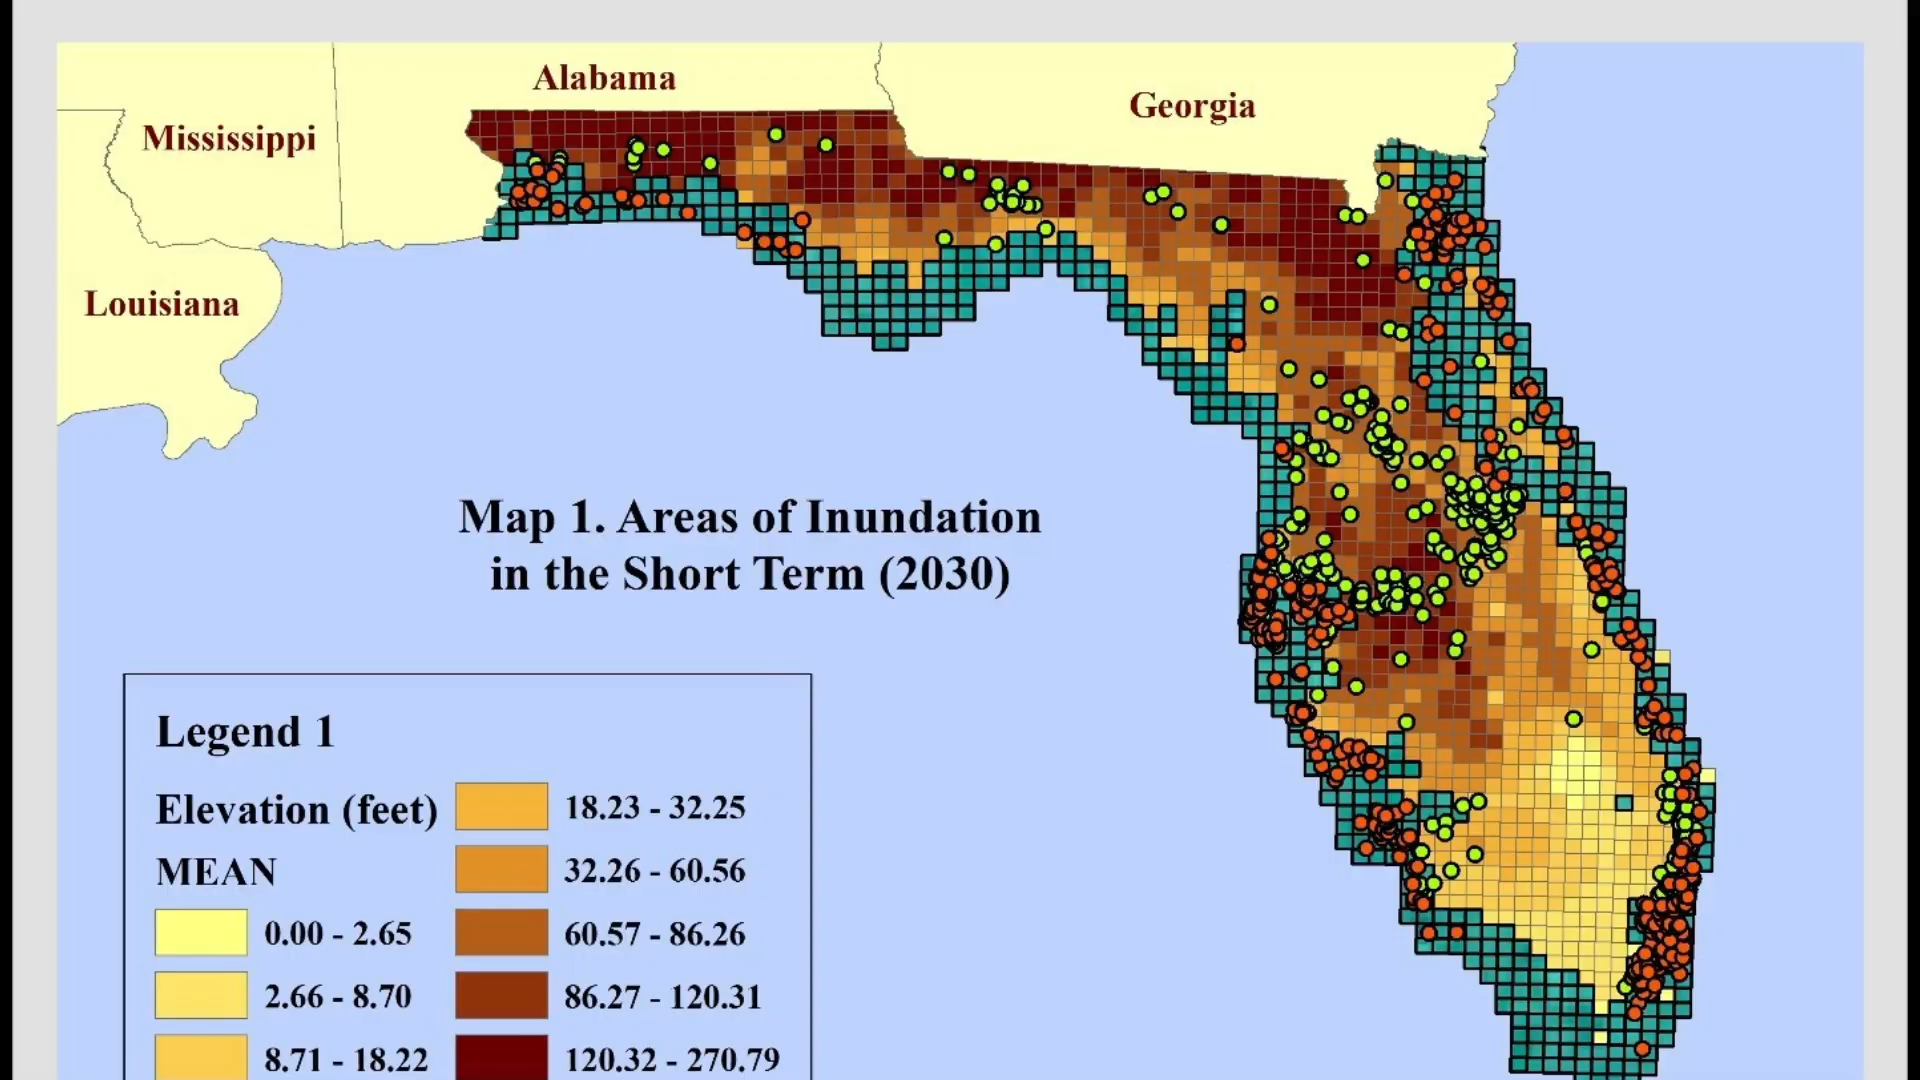 Alabama
Georgia
Mississippi
Louisiana
Map 1. Areas of Inundation
in the Short Term (2030)
Legend 1
Elevation (feet)
MEAN
0.00 - 2.65
2.66 - 8.70
8.71 - 18.22
18.23 - 32.25
32.26 - 60.56
60.57 - 86.26
86.27 - 120.31
120.32 - 270.79